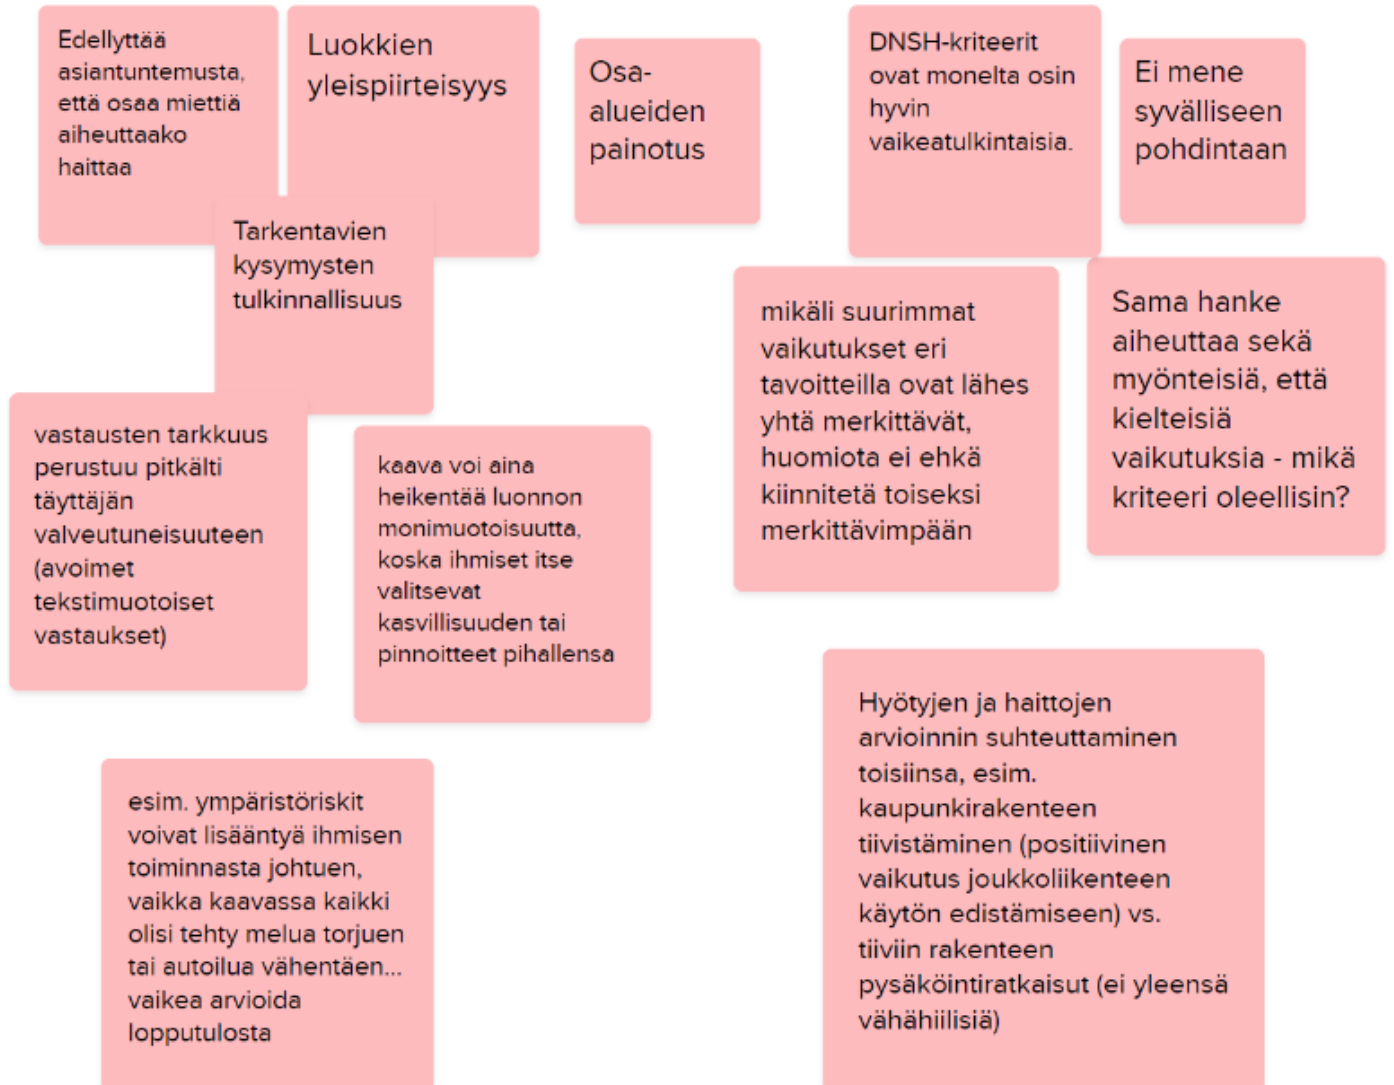 Edellyttää
asiantuntemusta,
että osaa miettiä
aiheuttaako
haittaa
Luokkien
yleispiirteisyys
Osa-
alueiden
painotus
DNSH-kriteerit
ovat monelta osin
hyvin
vaikeatulkintaisia.
Ei mene
syvälliseen
pohdintaan
Tarkentavien
kysymysten
tulkinnallisuus
mikäli suurimmat
vaikutukset eri
tavoitteilla ovat lähes
yhtä merkittävät,
huomiota ei ehkä
kiinnitetä toiseksi
merkittävimpään
Sama hanke
aiheuttaa sekä
myönteisiä, että
kielteisiä
vaikutuksia - mikä
kriteeri oleellisin?
vastausten tarkkuus
perustuu pitkälti
täyttäjän
valveutuneisuuteen
(avoimet
tekstimuotoiset
vastaukset)
kaava voi aina
heikentää luonnon
monimuotoisuutta,
koska ihmiset itse
valitsevat
kasvillisuuden tai
pinnoitteet pihallensa
esim. ympäristöriskit
voivat lisääntyä ihmisen
toiminnasta johtuen,
vaikka kaavassa kaikki
olisi tehty melua torjuen
tai autoilua vähentäen...
vaikea arvioida
lopputulosta
Hyötyjen ja haittojen
arvioinnin suhteuttaminen
toisiinsa, esim.
kaupunkirakenteen
tiivistäminen (positiivinen
vaikutus joukkoliikenteen
käytön edistämiseen) vs.
tiiviin rakenteen
pysäköintiratkaisut (ei yleensä
vähähiilisiä)